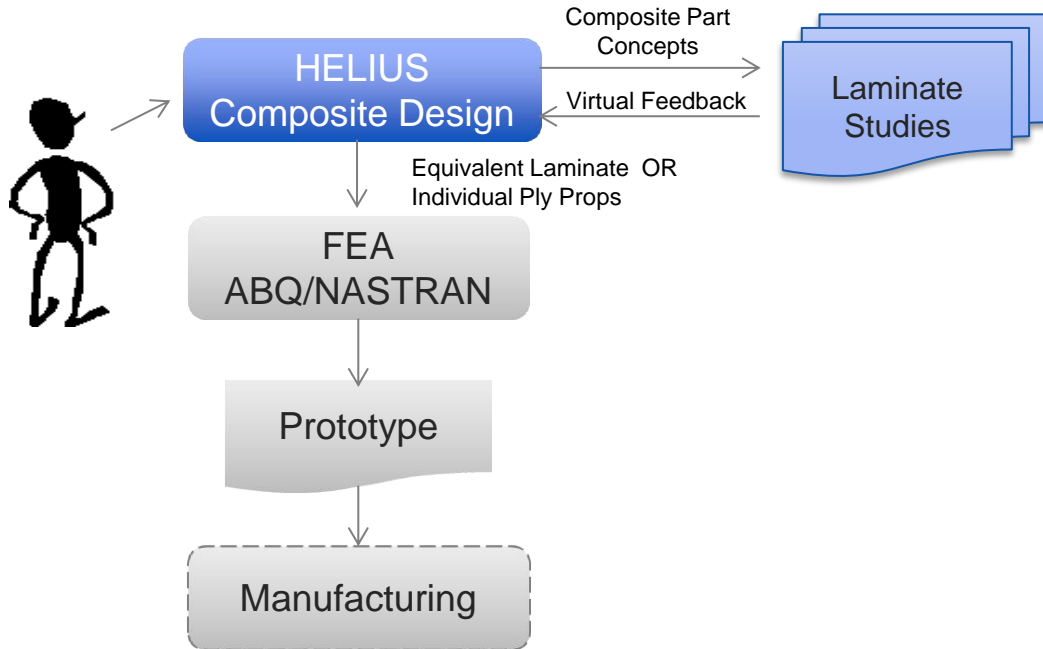 HELIUS
Composite Design
Composite Part
Concepts
Virtual Feedback
Laminate
Studies
Equivalent Laminate OR
Individual Ply Props
FEA
ABQ/NASTRAN
Prototype
Manufacturing